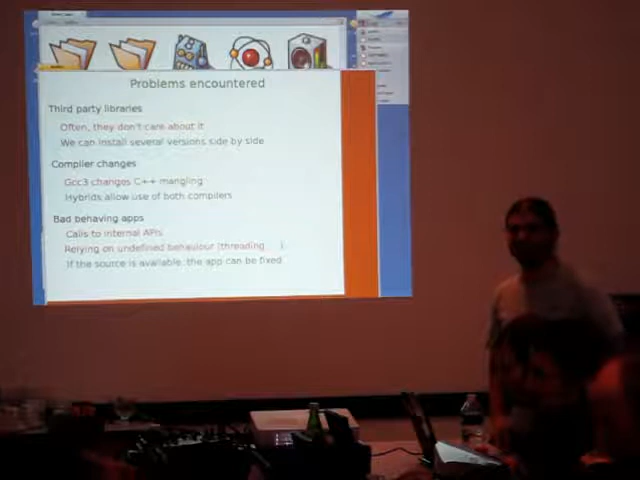 Problems encountered
Third party libraries
Often, they don't care about it
We can install several versions side by side
Compiler changes
Gcc3 changes C++ mangling
Hybrids allow use of both compilers
Bad behaving apps
Calls to internal APIs
Relying on undefined behaviour (threading ... )
If the source is available, the app can be fixed